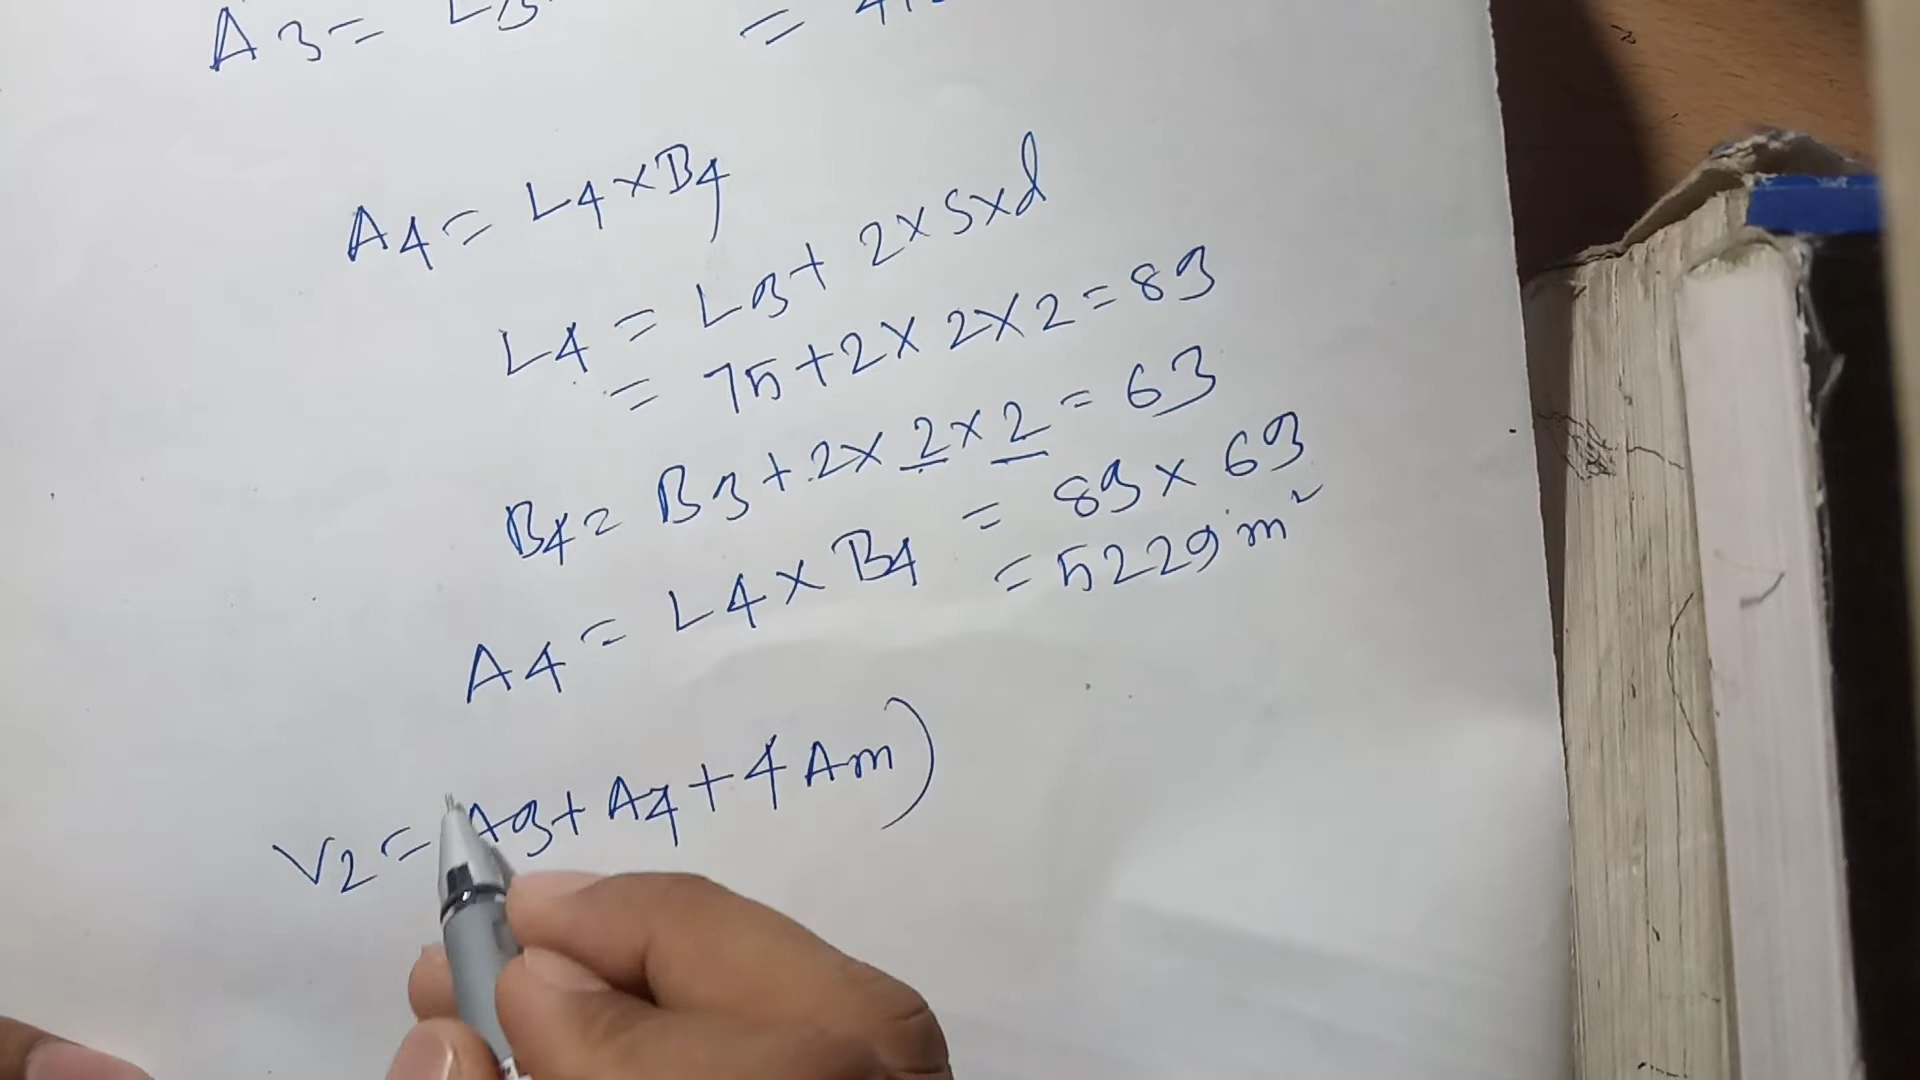 A3 =
=
A4 = L4 × B4
L4 = L3 + 2 × S × d
= 75 + 2 × 2 × 2 = 83
B4 = B3 + 2 × 2 × 2 = 63
A4 = L4 × B4 = 83 × 63
= 5229 m²
V2 = A3 + A4 + 4 Am)